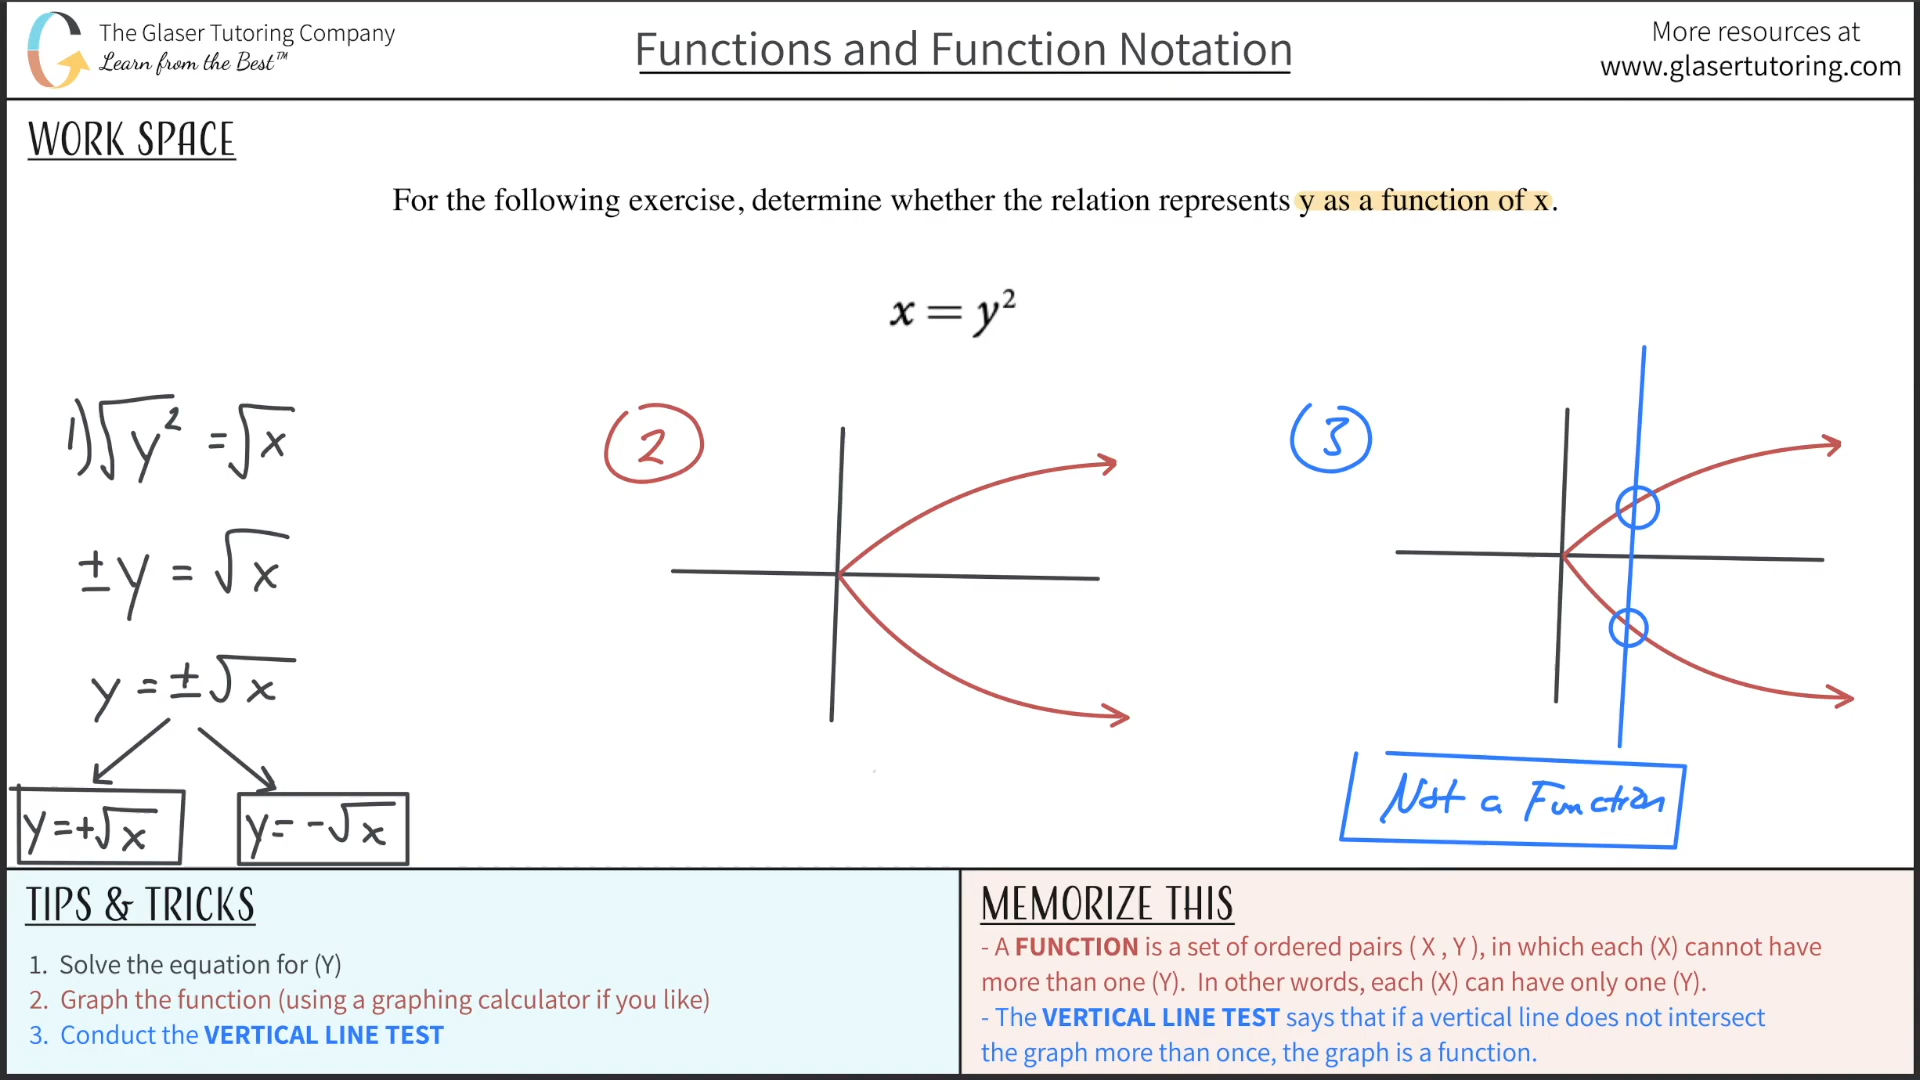 The Glaser Tutoring Company
Learn from the Best™
Functions and Function Notation
More resources at
www.glasertutoring.com
WORK SPACE
For the following exercise, determine whether the relation represents y as a function of x.
x = y²
1) √y² = √x
± y = √x
y = ± √x
y = + √x
y = - √x
2
3
Not a Function
TIPS & TRICKS
1. Solve the equation for (Y)
2. Graph the function (using a graphing calculator if you like)
3. Conduct the VERTICAL LINE TEST
MEMORIZE THIS
- A FUNCTION is a set of ordered pairs ( X , Y ), in which each (X) cannot have
more than one (Y). In other words, each (X) can have only one (Y).
- The VERTICAL LINE TEST says that if a vertical line does not intersect
the graph more than once, the graph is a function.